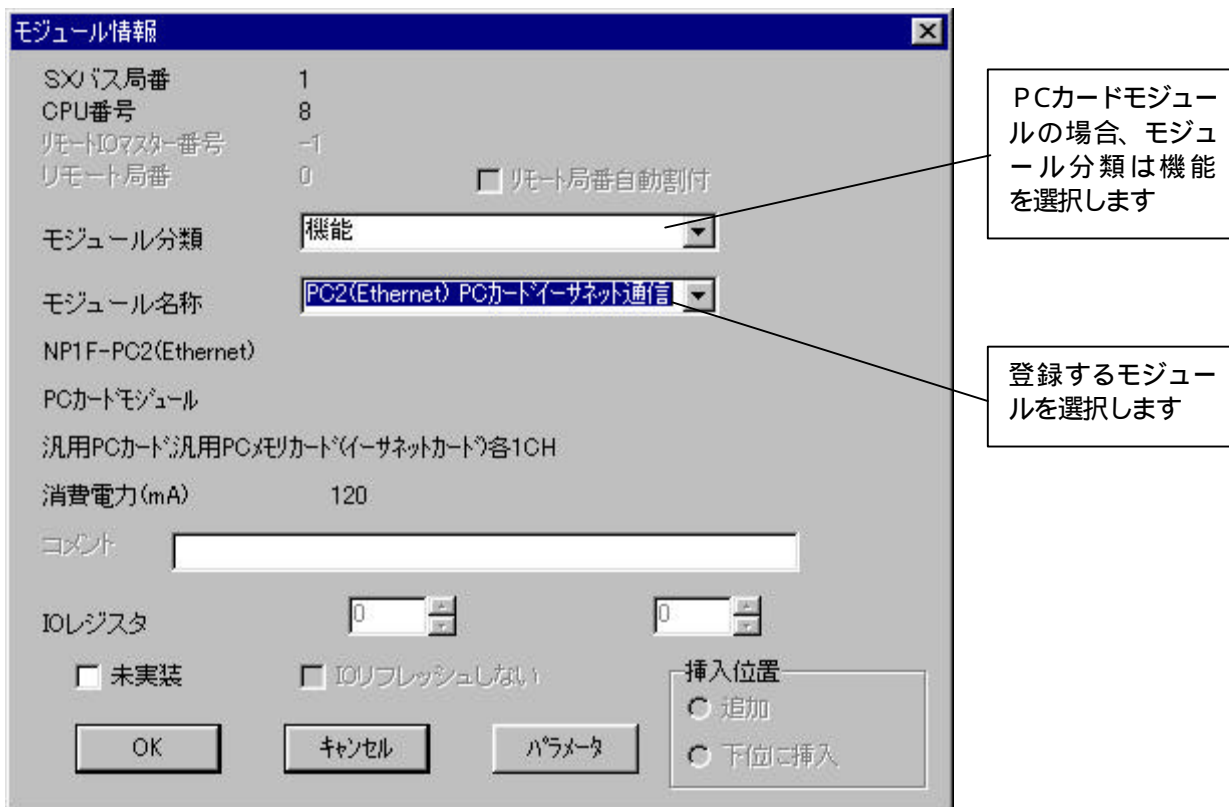 モジュール情報
SXバス局番 1
CPU番号 8
リモートIOマスター番号 -1
リモート局番 0 リモート局番自動割付
モジュール分類 機能
モジュール名称 PC2(Ethernet) PCカードイーサネット通信
NP1F-PC2(Ethernet)
PCカードモジュール
汎用PCカード,汎用PCメモリカード(イーサネットカード)各1CH
消費電力(mA) 120
コメント
IOレジスタ 0 0
未実装 IOリフレッシュしない
挿入位置
追加
下位に挿入
OK キャンセル パラメータ
PCカードモジュー
ルの場合、モジュ
ール分類は機能
を選択します
登録するモジュー
ルを選択します